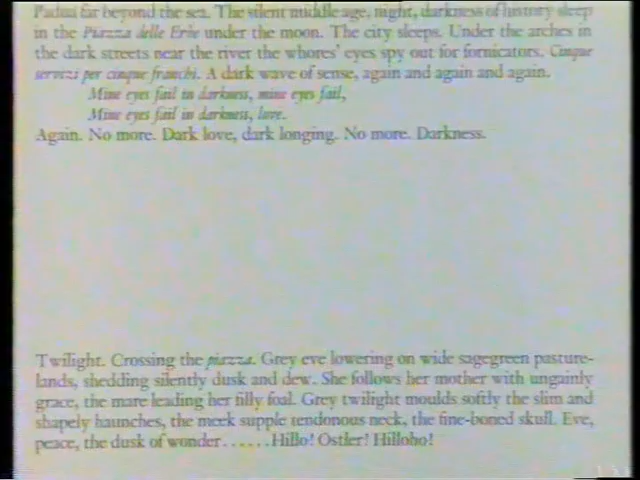 Padua far beyond the sea. The silent middle age, night, darkness of history sleep
in the Piazza delle Erbe under the moon. The city sleeps. Under the arches in
the dark streets near the river the whores' eyes spy out for fornicators. Cinque
servizi per cinque franchi. A dark wave of sense, again and again and again.
Mine eyes fail in darkness, mine eyes fail,
Mine eyes fail in darkness, love.
Again. No more. Dark love, dark longing. No more. Darkness.
Twilight. Crossing the piazza. Grey eve lowering on wide sagegreen pasture-
lands, shedding silently dusk and dew. She follows her mother with ungainly
grace, the mare leading her filly foal. Grey twilight moulds softly the slim and
shapely haunches, the meek supple tendonous neck, the fine-boned skull. Eve,
peace, the dusk of wonder . . . . . . Hillo! Ostler! Hilloho!